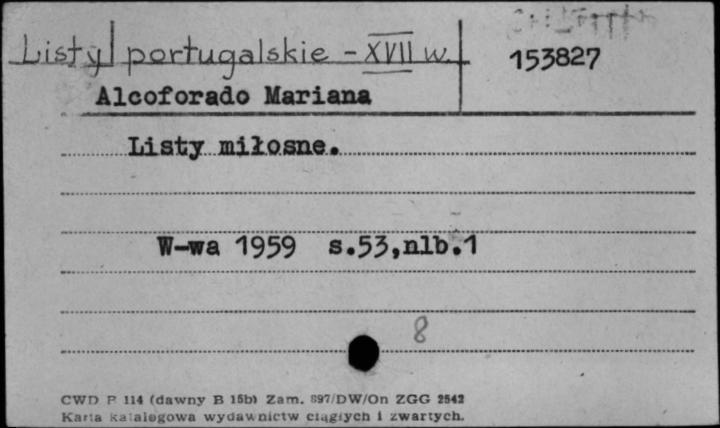 Listy portugalskie - XVII w.
153827
Alcoforado Mariana
Listy miłosne.
W-wa 1959 s.53,nlb.1
8
CWD P 114 (dawny B 15b) Zam. 897/DW/On ZGG 2542
Karta katalogowa wydawnictw ciągłych i zwartych.